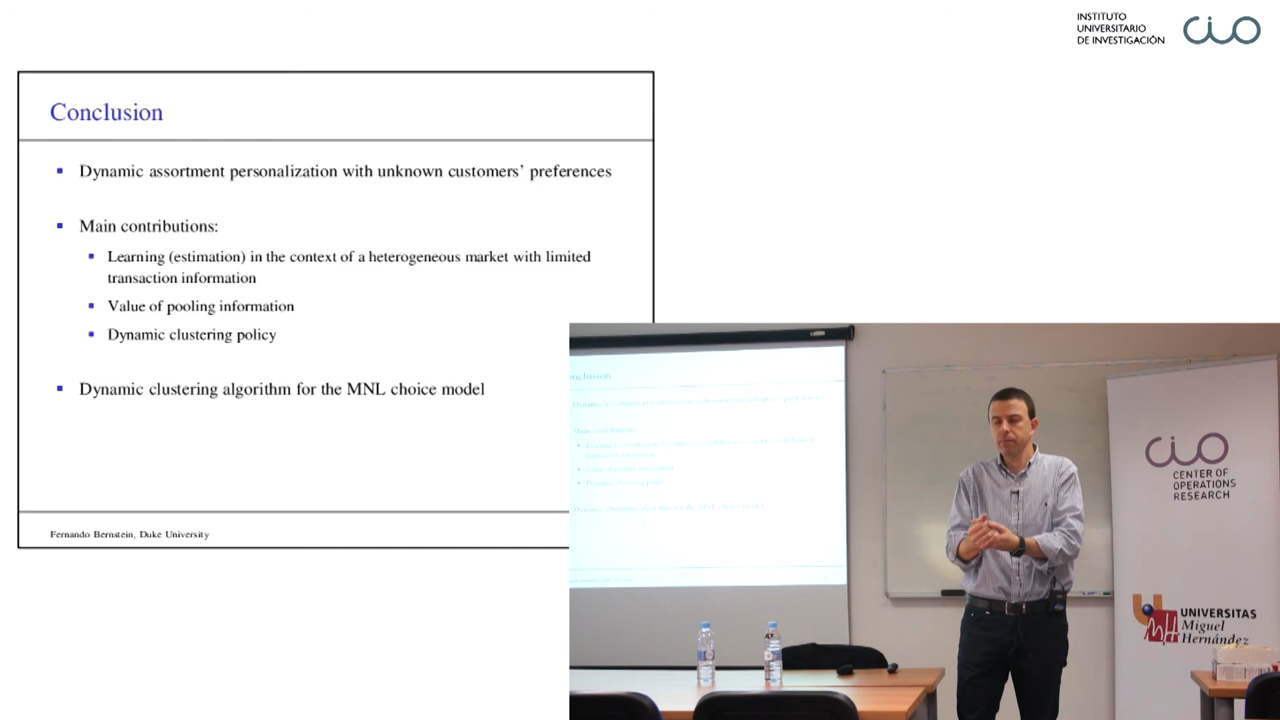 INSTITUTO
UNIVERSITARIO
DE INVESTIGACIÓN
CIO
Conclusion
Dynamic assortment personalization with unknown customers' preferences
Main contributions:
Learning (estimation) in the context of a heterogeneous market with limited
transaction information
Value of pooling information
Dynamic clustering policy
Dynamic clustering algorithm for the MNL choice model
Fernando Bernstein, Duke University
CIO
CENTER OF
OPERATIONS
RESEARCH
UNIVERSITAS
Miguel
Hernández